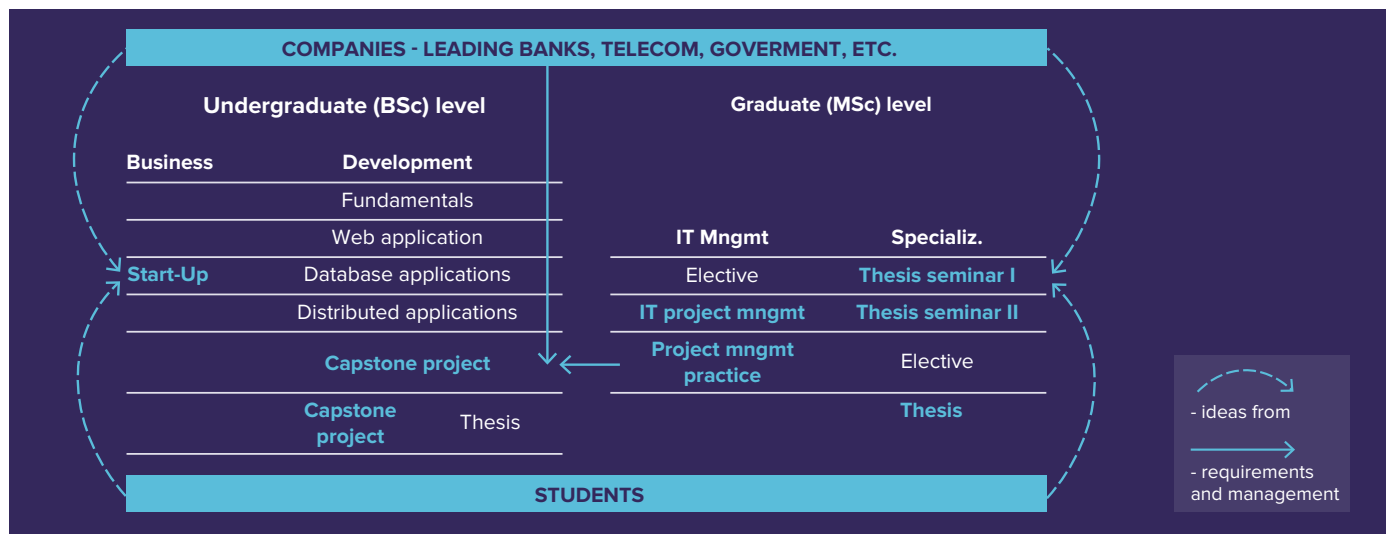 COMPANIES - LEADING BANKS, TELECOM, GOVERMENT, ETC.
Undergraduate (BSc) level
Business
Development
Fundamentals
Web application
Start-Up
Database applications
Distributed applications
Capstone project
Capstone
project
Thesis
Graduate (MSc) level
IT Mngmt
Specializ.
Elective
Thesis seminar I
IT project mngmt
Thesis seminar II
Project mngmt
practice
Elective
Thesis
STUDENTS
- ideas from
- requirements
and management